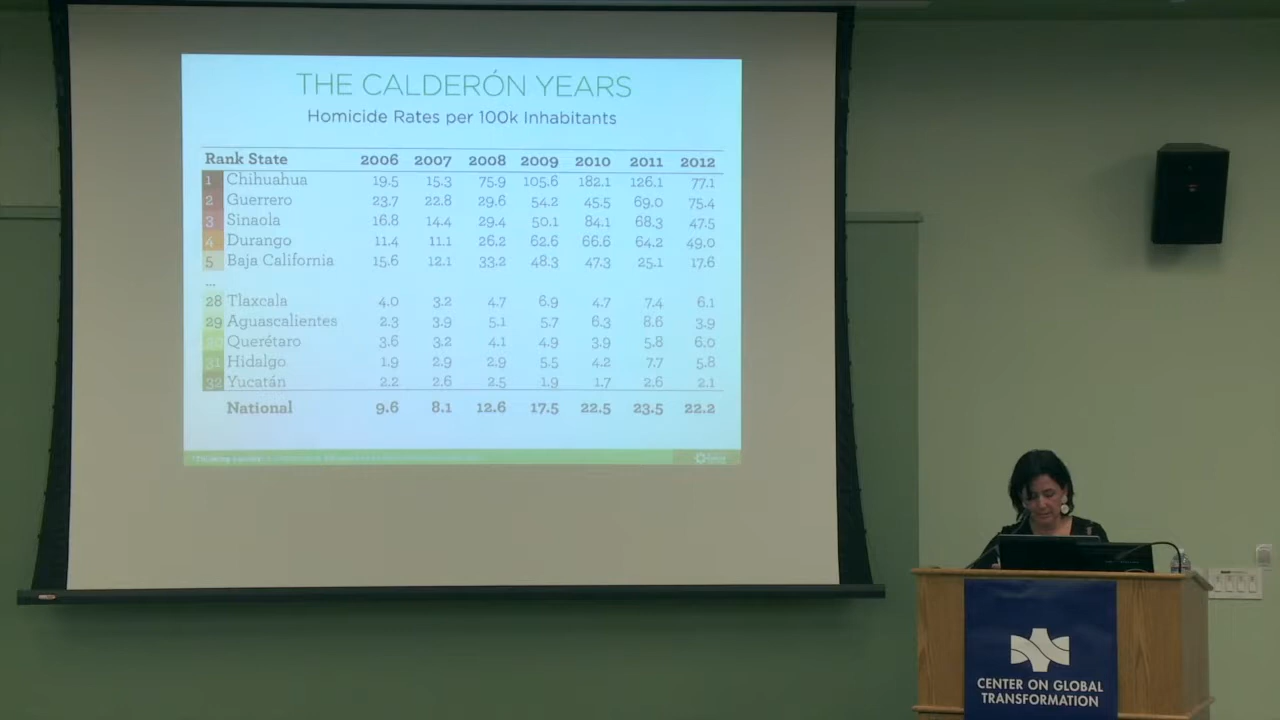 THE CALDERÓN YEARS
Homicide Rates per 100k Inhabitants
Rank State 2006 2007 2008 2009 2010 2011 2012
1 Chihuahua 19.5 15.3 75.9 105.6 182.1 126.1 77.1
2 Guerrero 23.7 22.8 29.6 54.2 45.5 69.0 75.4
3 Sinaola 16.8 14.4 29.4 50.1 84.1 68.3 47.5
4 Durango 11.4 11.1 26.2 62.6 66.6 64.2 49.0
5 Baja California 15.6 12.1 33.2 48.3 47.3 25.1 17.6
...
28 Tlaxcala 4.0 3.2 4.7 6.9 4.7 7.4 6.1
29 Aguascalientes 2.3 3.9 5.1 5.7 6.3 8.6 3.9
30 Querétaro 3.6 3.2 4.1 4.9 3.9 5.8 6.0
31 Hidalgo 1.9 2.9 2.9 5.5 4.2 7.7 5.8
32 Yucatán 2.2 2.6 2.5 1.9 1.7 2.6 2.1
National 9.6 8.1 12.6 17.5 22.5 23.5 22.2
CENTER ON GLOBAL
TRANSFORMATION